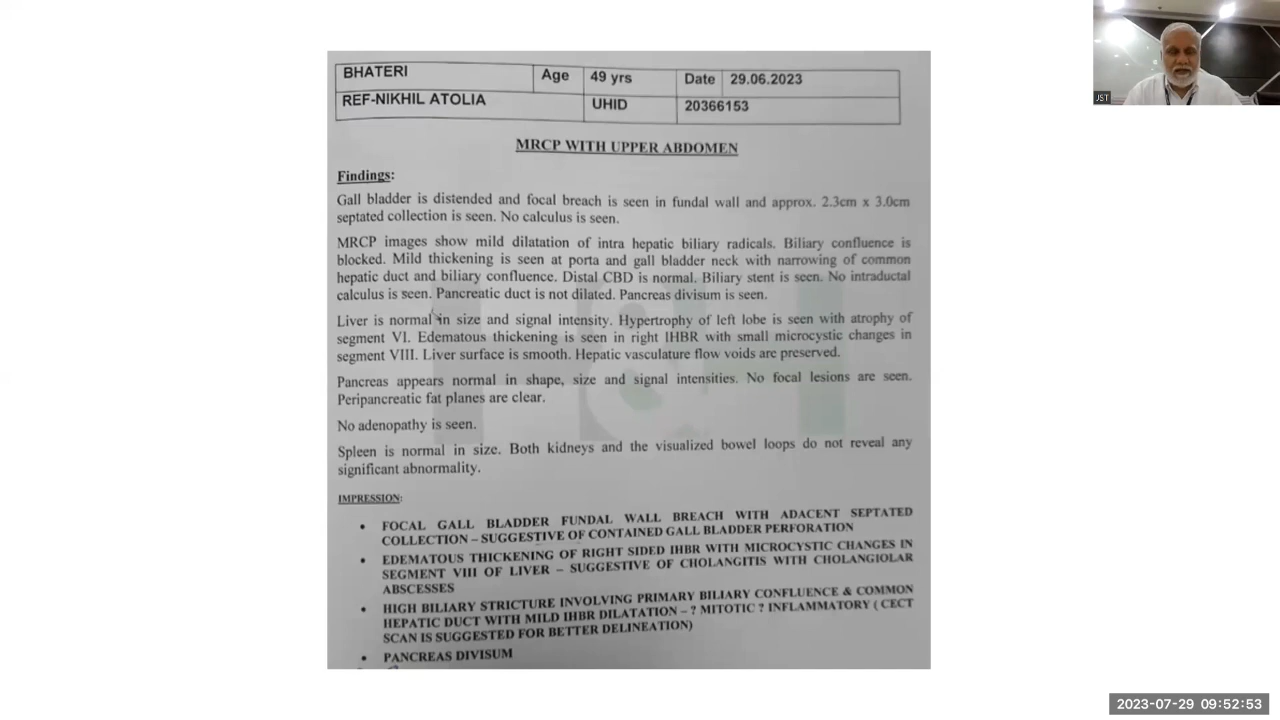 BHATERI Age 49 yrs Date 29.06.2023
REF-NIKHIL ATOLIA UHID 20366153
MRCP WITH UPPER ABDOMEN
Findings:
Gall bladder is distended and focal breach is seen in fundal wall and approx. 2.3cm x 3.0cm
septated collection is seen. No calculus is seen.
MRCP images show mild dilatation of intra hepatic biliary radicals. Biliary confluence is
blocked. Mild thickening is seen at porta and gall bladder neck with narrowing of common
hepatic duct and biliary confluence. Distal CBD is normal. Biliary stent is seen. No intraductal
calculus is seen. Pancreatic duct is not dilated. Pancreas divisum is seen.
Liver is normal in size and signal intensity. Hypertrophy of left lobe is seen with atrophy of
segment VI. Edematous thickening is seen in right IHBR with small microcystic changes in
segment VIII. Liver surface is smooth. Hepatic vasculature flow voids are preserved.
Pancreas appears normal in shape, size and signal intensities. No focal lesions are seen.
Peripancreatic fat planes are clear.
No adenopathy is seen.
Spleen is normal in size. Both kidneys and the visualized bowel loops do not reveal any
significant abnormality.
IMPRESSION:
• FOCAL GALL BLADDER FUNDAL WALL BREACH WITH ADACENT SEPTATED
COLLECTION – SUGGESTIVE OF CONTAINED GALL BLADDER PERFORATION
• EDEMATOUS THICKENING OF RIGHT SIDED IHBR WITH MICROCYSTIC CHANGES IN
SEGMENT VIII OF LIVER – SUGGESTIVE OF CHOLANGITIS WITH CHOLANGIOLAR
ABSCESSES
• HIGH BILIARY STRICTURE INVOLVING PRIMARY BILIARY CONFLUENCE & COMMON
HEPATIC DUCT WITH MILD IHBR DILATATION – ? MITOTIC ? INFLAMMATORY ( CECT
SCAN IS SUGGESTED FOR BETTER DELINEATION)
• PANCREAS DIVISUM
JST
2023-07-29 09:52:53